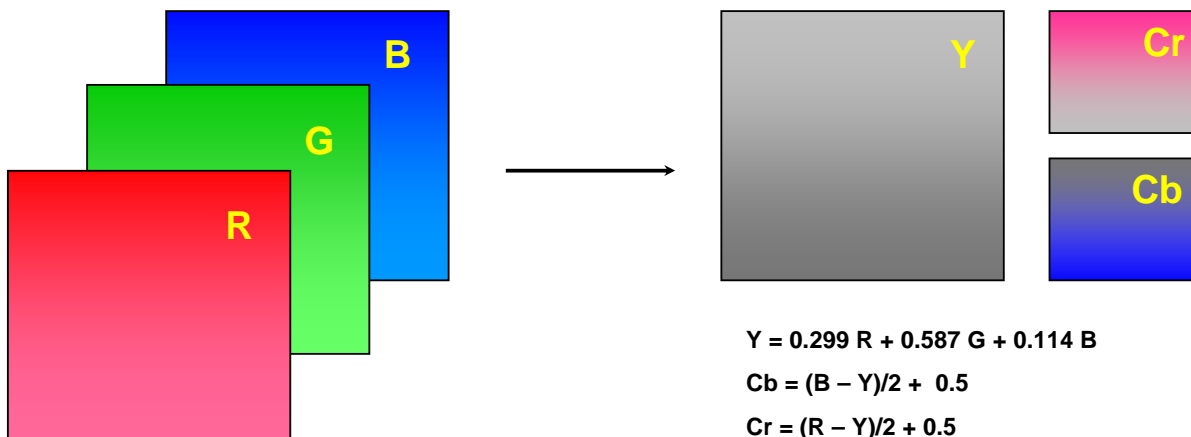 B
G
R
Y
Cr
Cb
Y = 0.299 R + 0.587 G + 0.114 B
Cb = (B – Y)/2 + 0.5
Cr = (R – Y)/2 + 0.5